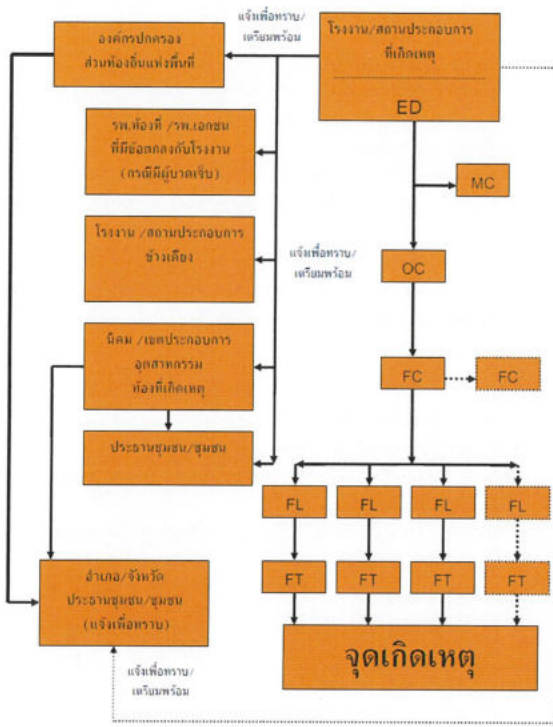 แจ้งเพื่อทราบ/
เตรียมพร้อม
องค์กรปกครอง
ส่วนท้องถิ่นแห่งพื้นที่
โรงงาน/สถานประกอบการ
ที่เกิดเหตุ
ED
รพ.ท้องที่ /รพ.เอกชน
ที่มีข้อตกลงกับโรงงาน
(กรณีมีผู้บาดเจ็บ)
MC
โรงงาน /สถานประกอบการ
ข้างเคียง
แจ้งเพื่อทราบ/
เตรียมพร้อม
OC
นิคม /เขตประกอบการ
อุตสาหกรรม
ท้องที่เกิดเหตุ
FC
FC
ประธานชุมชน/ชุมชน
FL
FL
FL
FL
FT
FT
FT
FT
อำเภอ/จังหวัด
ประธานชุมชน/ชุมชน
(แจ้งเพื่อทราบ)
จุดเกิดเหตุ
แจ้งเพื่อทราบ/
เตรียมพร้อม